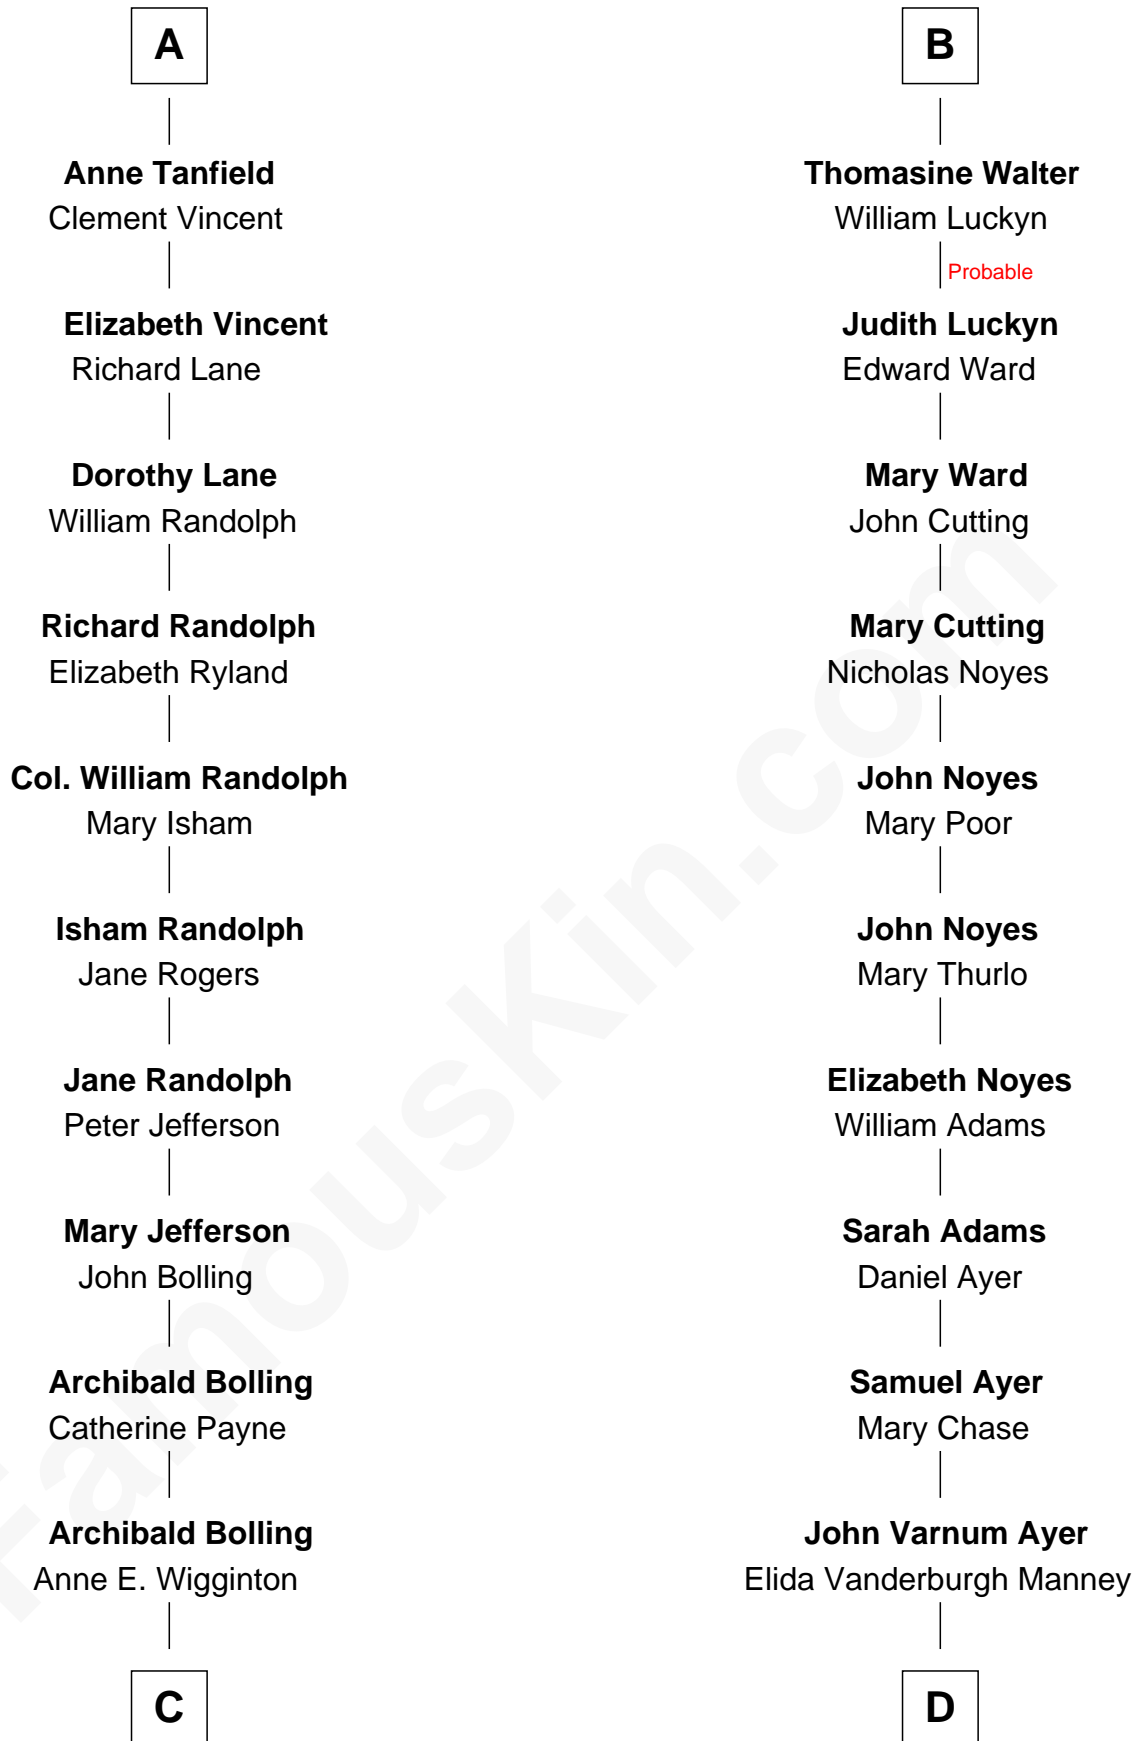 A
Anne Tanfield
Clement Vincent
Elizabeth Vincent
Richard Lane
Dorothy Lane
William Randolph
Richard Randolph
Elizabeth Ryland
Col. William Randolph
Mary Isham
Isham Randolph
Jane Rogers
Jane Randolph
Peter Jefferson
Mary Jefferson
John Bolling
Archibald Bolling
Catherine Payne
Archibald Bolling
Anne E. Wigginton
C
B
Thomasine Walter
William Luckyn
Probable
Judith Luckyn
Edward Ward
Mary Ward
John Cutting
Mary Cutting
Nicholas Noyes
John Noyes
Mary Poor
John Noyes
Mary Thurlo
Elizabeth Noyes
William Adams
Sarah Adams
Daniel Ayer
Samuel Ayer
Mary Chase
John Varnum Ayer
Elida Vanderburgh Manney
D
FamousKin.com